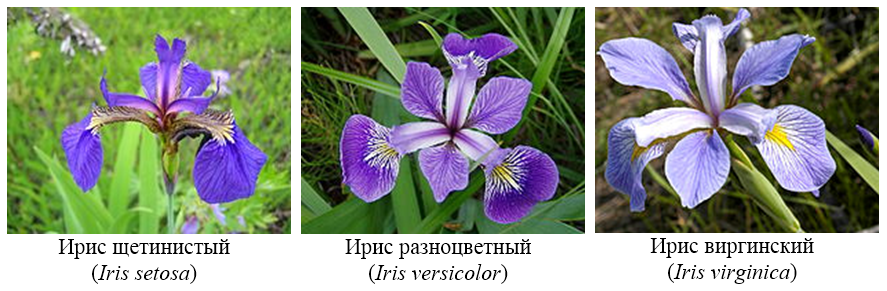 Ирис щетинистый
(Iris setosa)
Ирис разноцветный
(Iris versicolor)
Ирис виргинский
(Iris virginica)